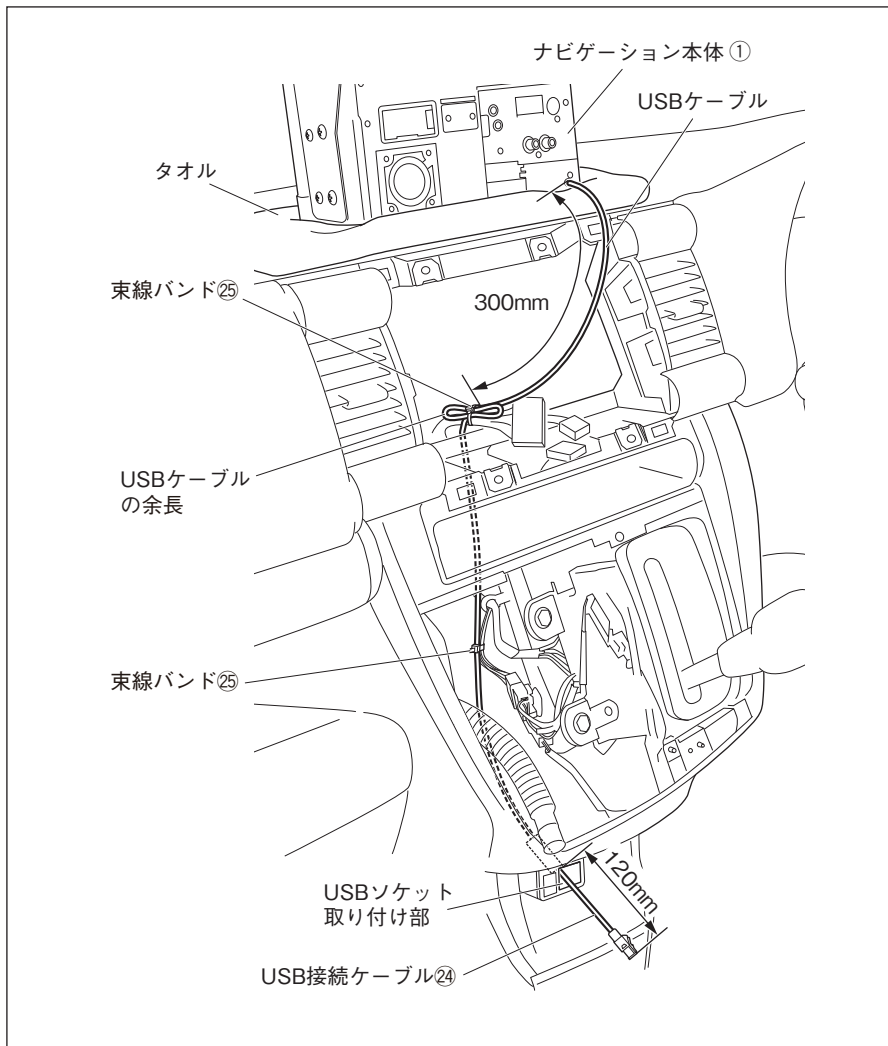 ナビゲーション本体①
USBケーブル
タオル
束線バンド㉕
300mm
USBケーブル
の余長
束線バンド㉕
120mm
USBソケット
取り付け部
USB接続ケーブル㉔